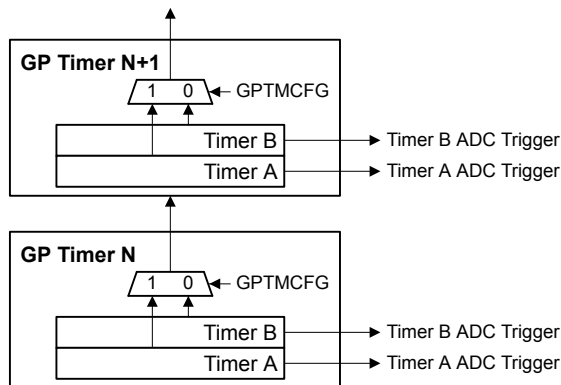 GP Timer N+1
1 0
GPTMCFG
Timer B
Timer B ADC Trigger
Timer A
Timer A ADC Trigger
GP Timer N
1 0
GPTMCFG
Timer B
Timer B ADC Trigger
Timer A
Timer A ADC Trigger